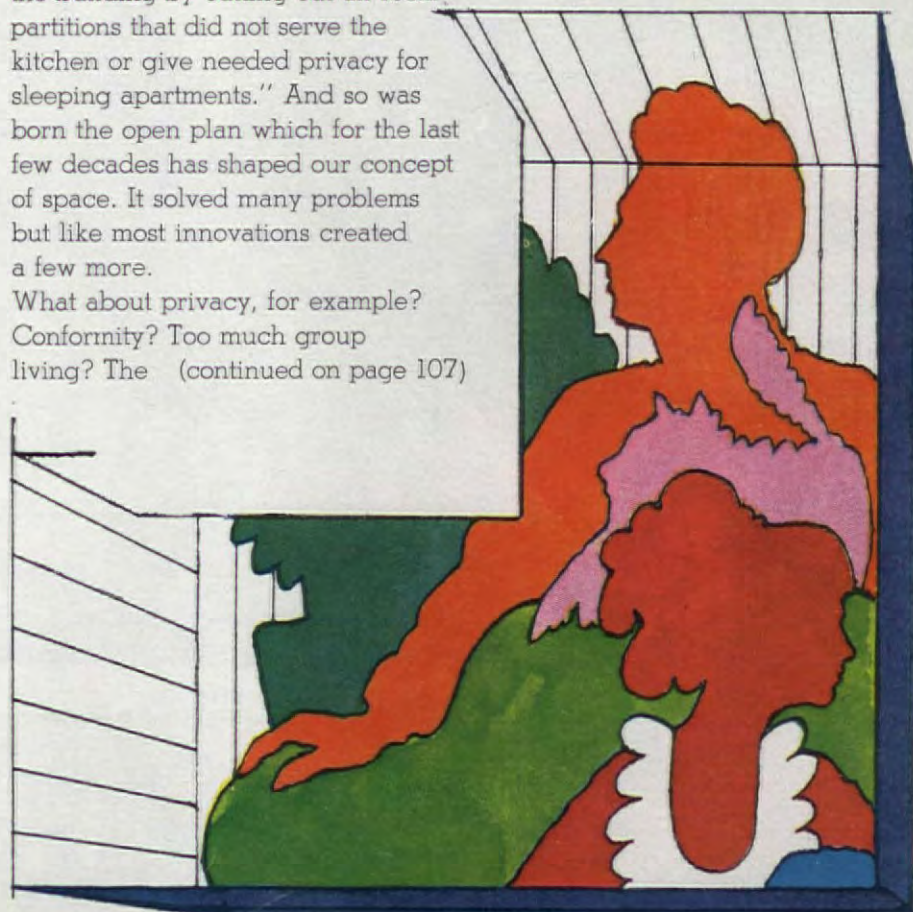 partitions that did not serve the
kitchen or give needed privacy for
sleeping apartments." And so was
born the open plan which for the last
few decades has shaped our concept
of space. It solved many problems
but like most innovations created
a few more.
What about privacy, for example?
Conformity? Too much group
living? The (continued on page 107)